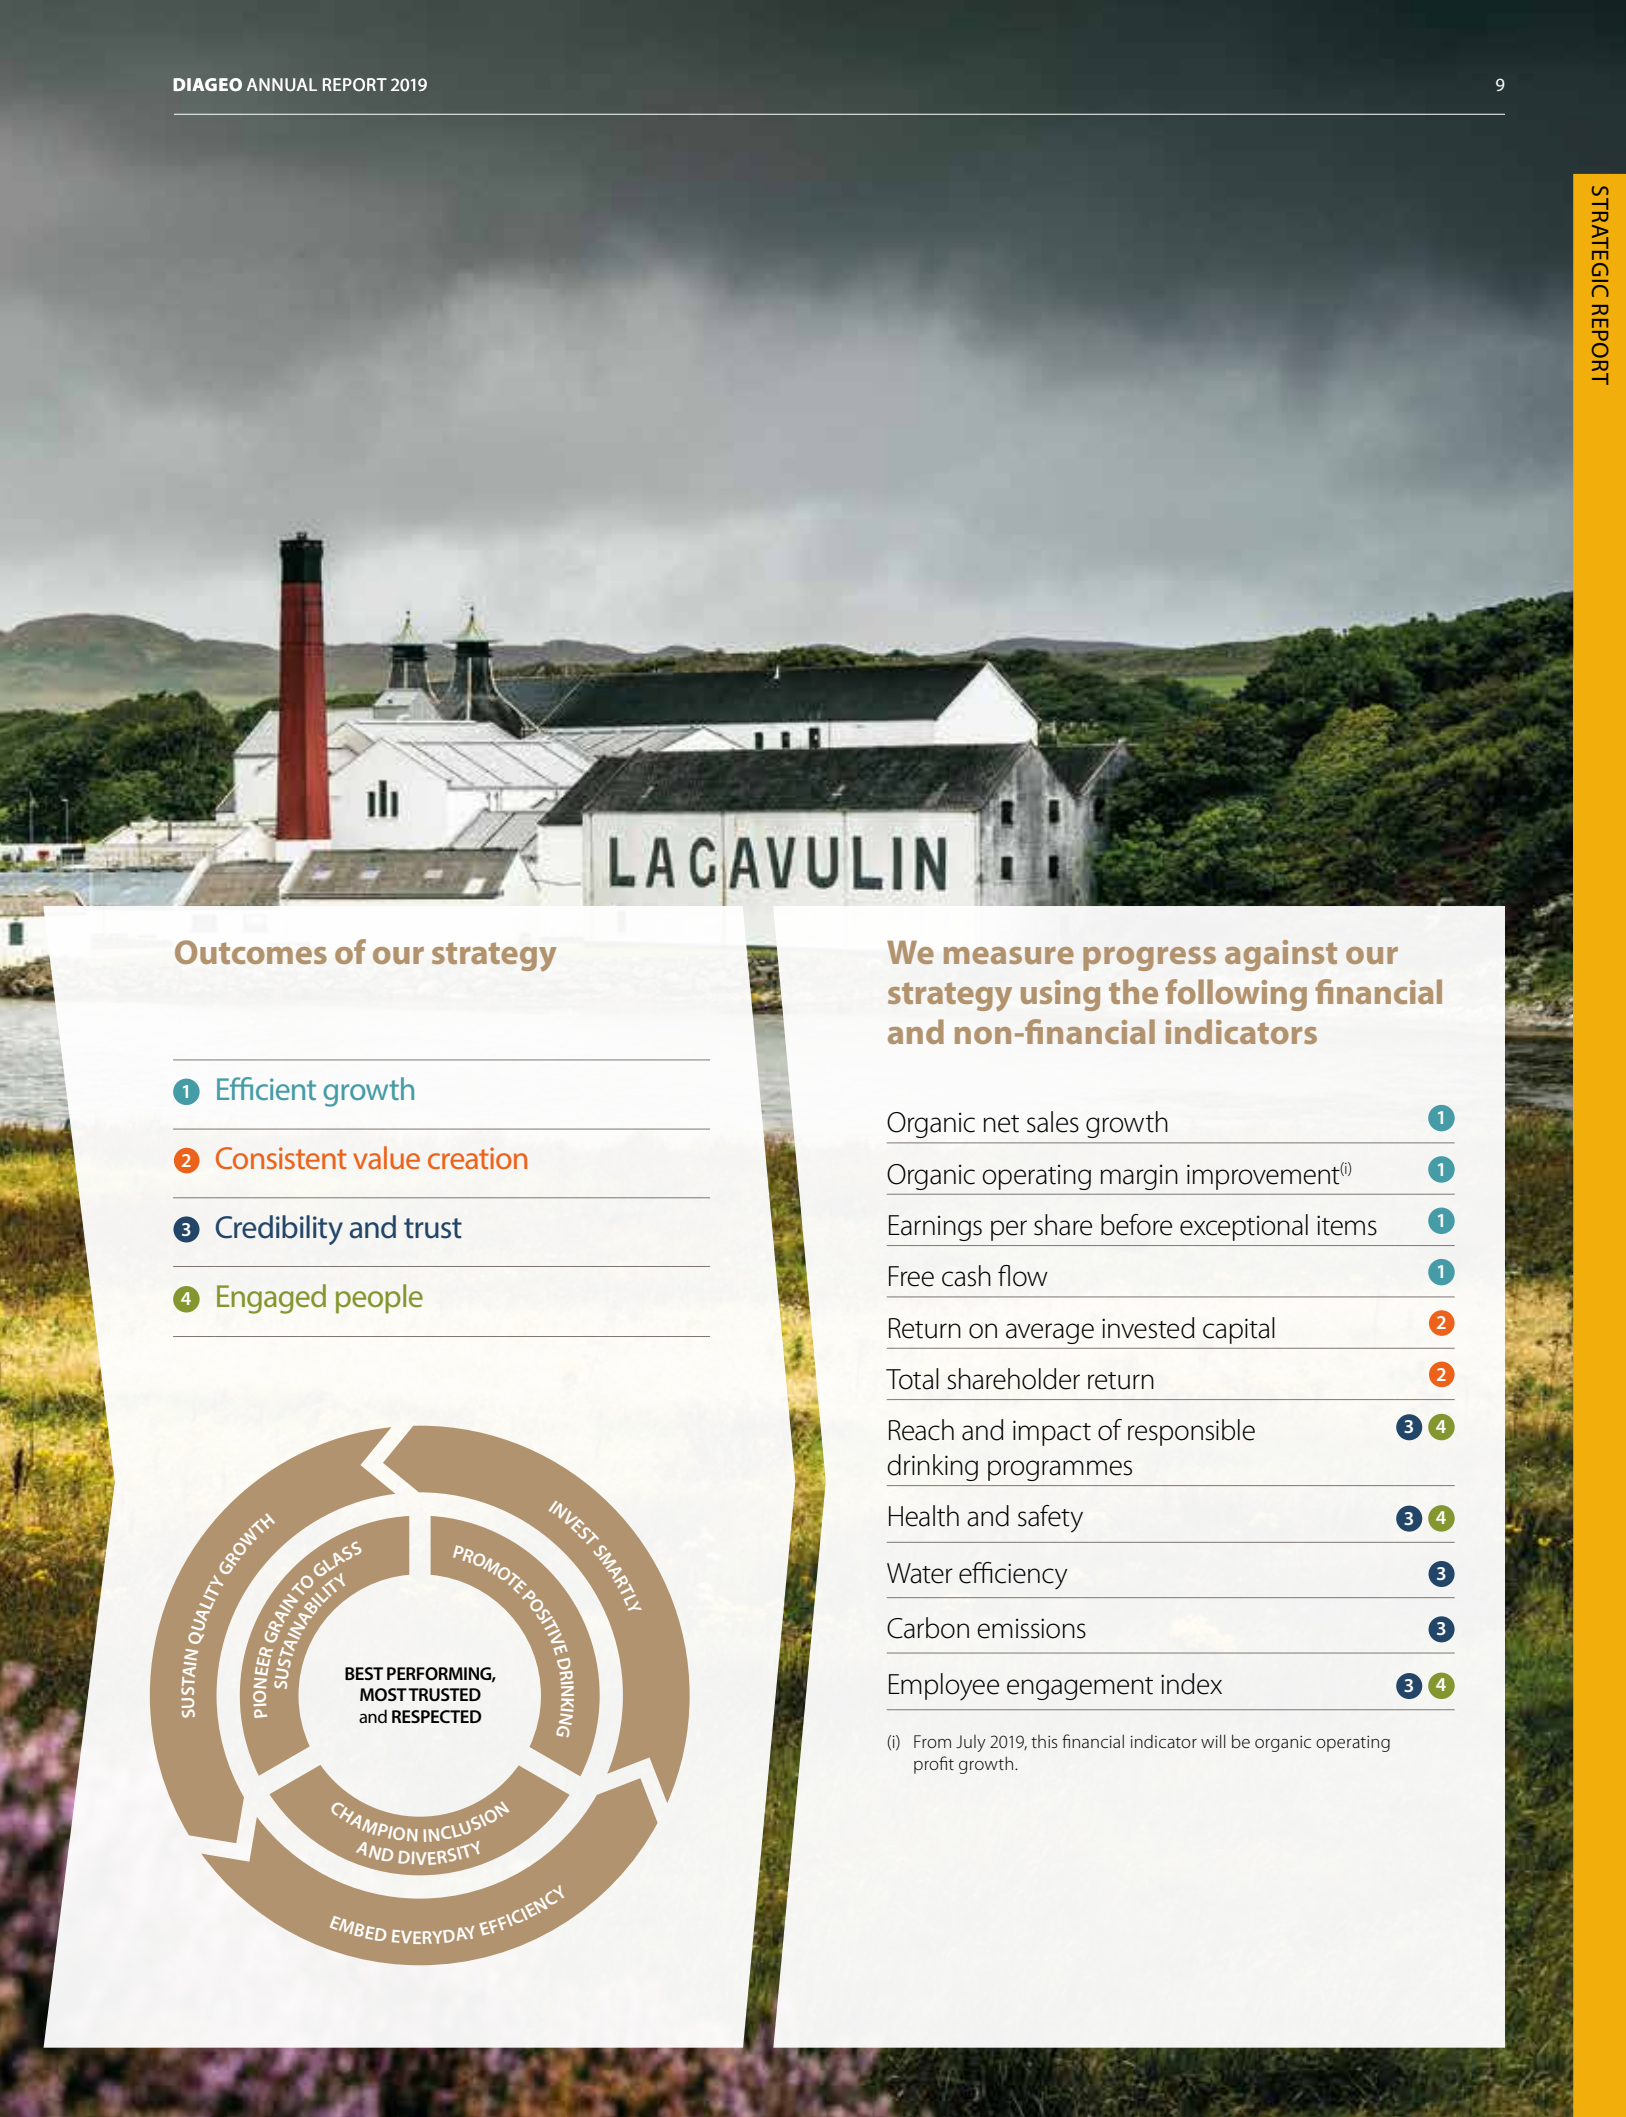 DIAGEO ANNUAL REPORT 2019
9
STRATEGIC REPORT
LAGAVULIN
Outcomes of our strategy
1 Efficient growth
2 Consistent value creation
3 Credibility and trust
4 Engaged people
SUSTAIN QUALITY GROWTH
INVEST SMARTLY
EMBED EVERYDAY EFFICIENCY
PIONEER GRAIN TO GLASS
SUSTAINABILITY
PROMOTE POSITIVE DRINKING
CHAMPION INCLUSION
AND DIVERSITY
BEST PERFORMING,
MOST TRUSTED
and RESPECTED
We measure progress against our
strategy using the following financial
and non-financial indicators
Organic net sales growth 1
Organic operating margin improvement(i) 1
Earnings per share before exceptional items 1
Free cash flow 1
Return on average invested capital 2
Total shareholder return 2
Reach and impact of responsible 3 4
drinking programmes
Health and safety 3 4
Water efficiency 3
Carbon emissions 3
Employee engagement index 3 4
(i) From July 2019, this financial indicator will be organic operating
profit growth.